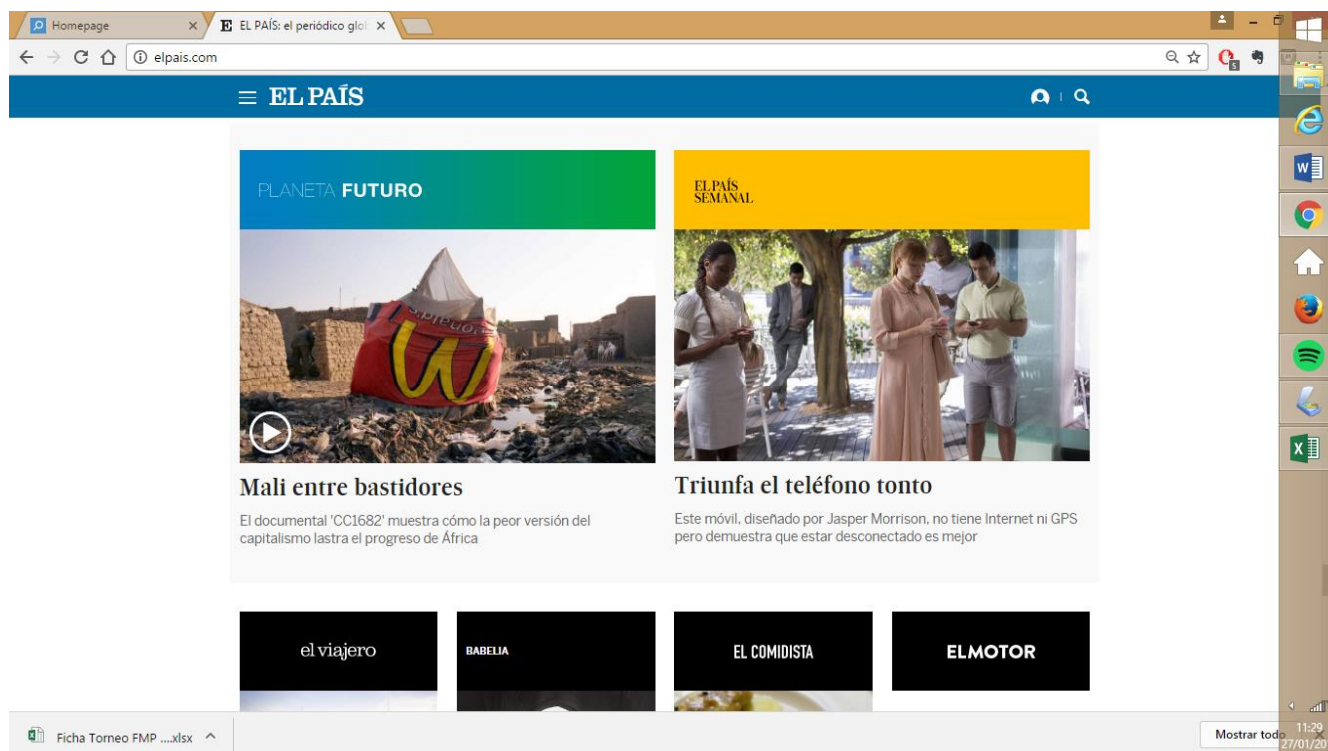 Homepage
EL PAÍS: el periódico glo
elpais.com
EL PAÍS
PLANETA FUTURO
EL PAÍS
SEMANAL
Mali entre bastidores
El documental 'CC1682' muestra cómo la peor versión del
capitalismo lastra el progreso de África
Triunfa el teléfono tonto
Este móvil, diseñado por Jasper Morrison, no tiene Internet ni GPS
pero demuestra que estar desconectado es mejor
el viajero
BABELIA
EL COMIDISTA
ELMOTOR
Ficha Torneo FMP ....xlsx
Mostrar todo
11:29
27/01/20